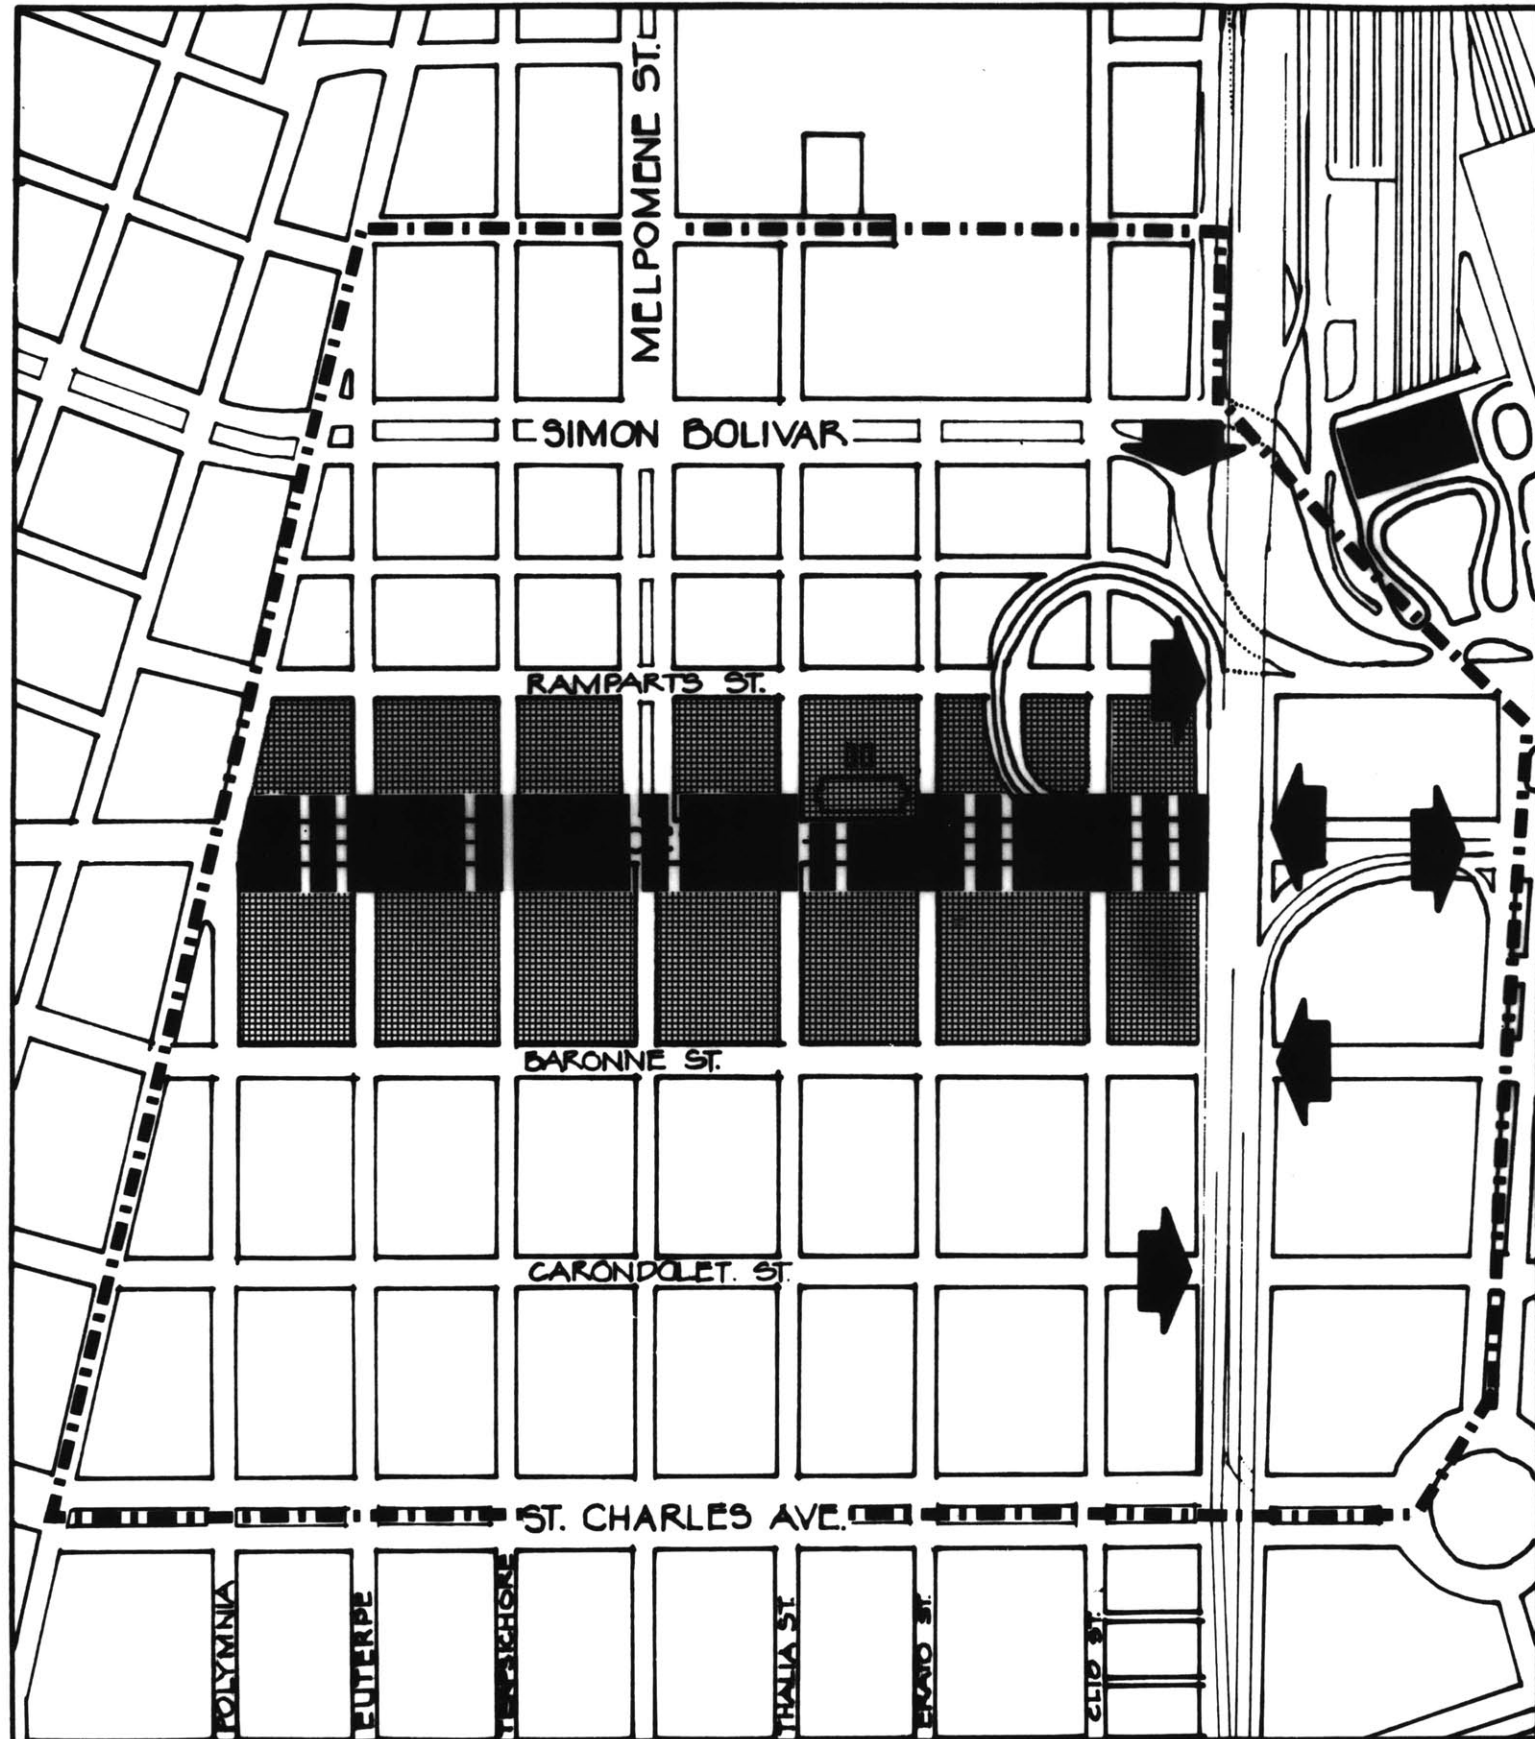 MELPOMENE ST.
SIMON BOLIVAR
RAMPARTS ST.
BARONNE ST.
CARONDOLET. ST.
ST. CHARLES AVE.
POLYMNIA
EUTERPE
TERPSICHORE
THALIA ST.
ERATO ST.
CLIO ST.